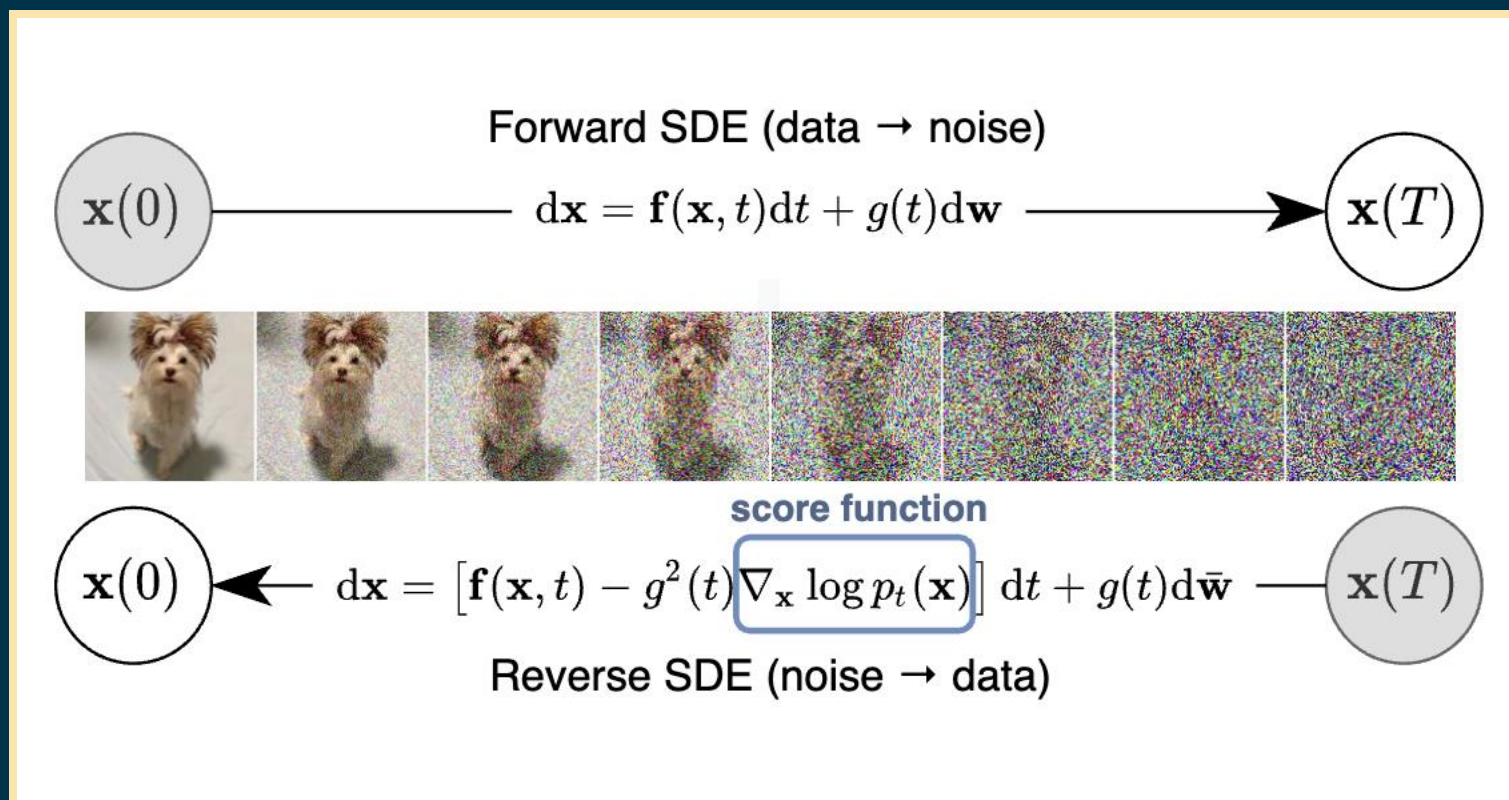 Forward SDE (data → noise)
x(0) dx = f(x, t)dt + g(t)dw x(T)
score function
x(0) dx = [f(x, t) − g²(t)∇ₓ log pₜ(x)] dt + g(t)dw̄ x(T)
Reverse SDE (noise → data)